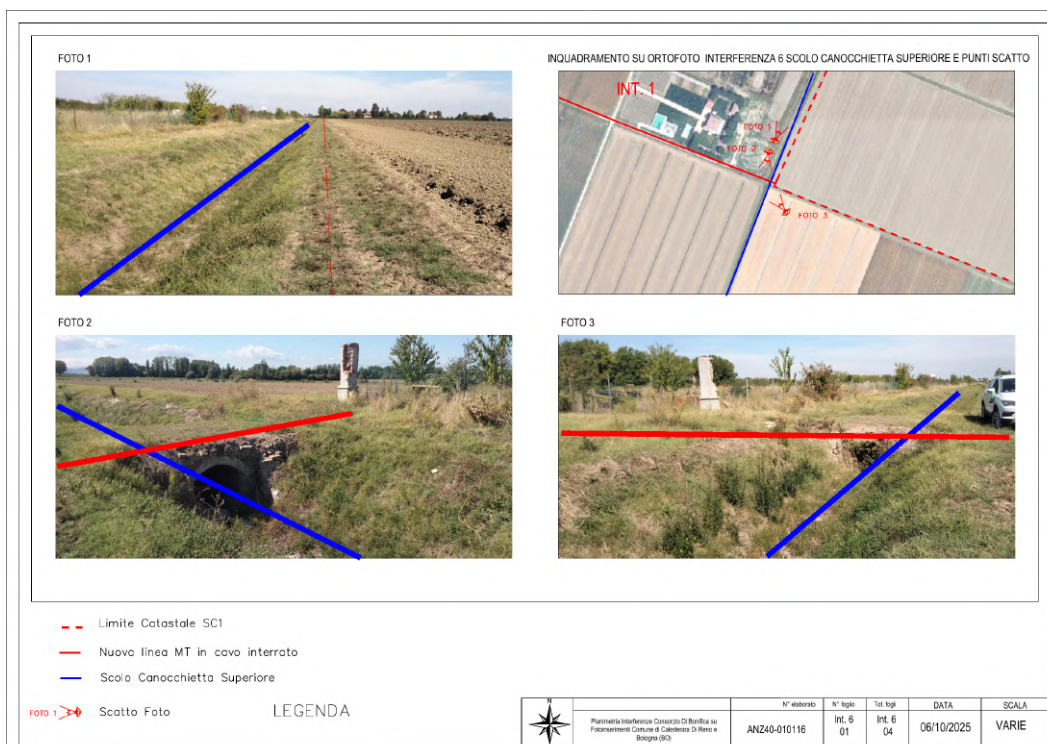 FOTO 1
INQUADRAMENTO SU ORTOFOTO INTERFERENZA 6 SCOLO CANOCCHIETTA SUPERIORE E PUNTI SCATTO
INT. 1
FOTO 1
FOTO 2
FOTO 3
FOTO 2
FOTO 3
Limite Catastale SC1
Nuova linea MT in cavo interrato
Scolo Canocchietta Superiore
FOTO 1 Scatto Foto
LEGENDA
Planimetria Interferenze Consorzio Di Bonifica su
Fotoinserimenti Comune di Calederara Di Reno e
Bologna (BO)
N° elaborato
ANZ40-010116
N° foglio
Int. 6
01
Tot. fogli
Int. 6
04
DATA
06/10/2025
SCALA
VARIE